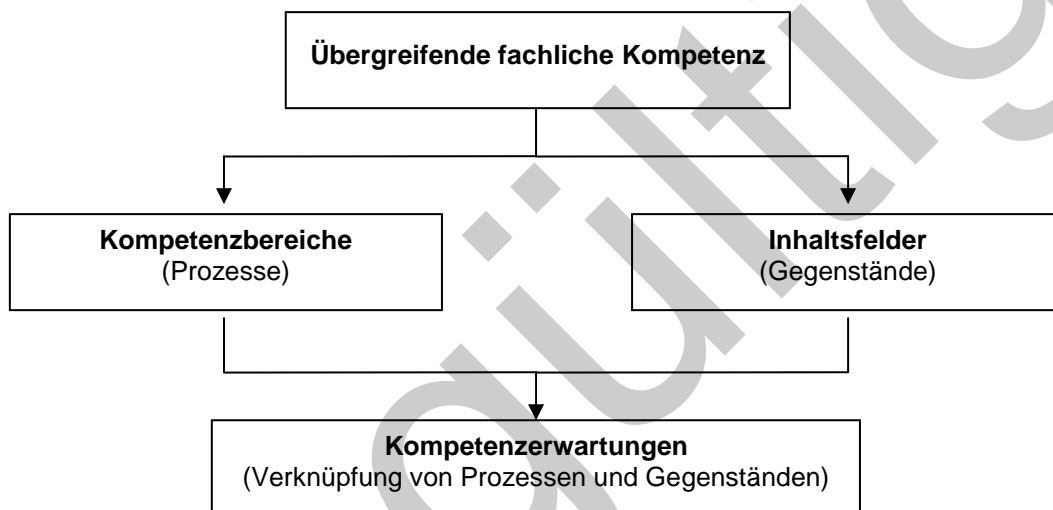 Übergreifende fachliche Kompetenz
Kompetenzbereiche
(Prozesse)
Inhaltsfelder
(Gegenstände)
Kompetenzerwartungen
(Verknüpfung von Prozessen und Gegenständen)